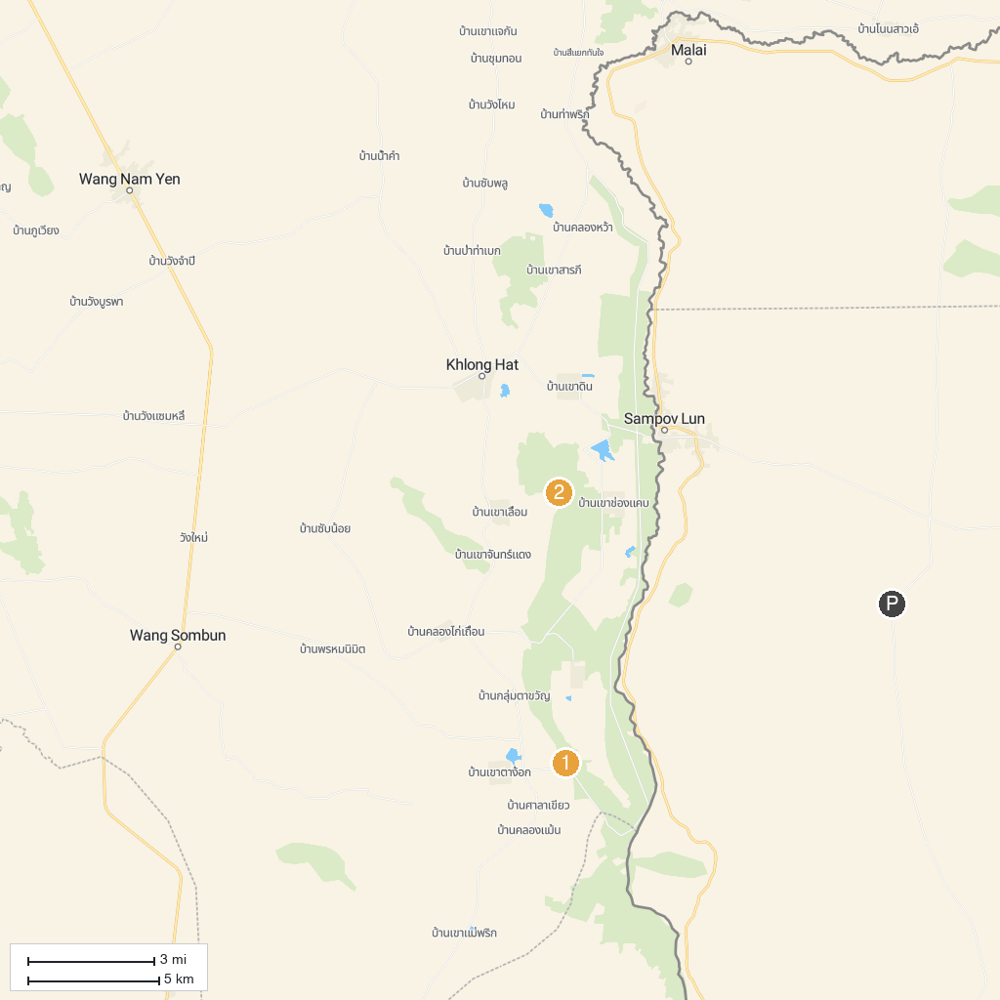 บ้านเขาแจกัน
บ้านโนนสาวเอ้
Malai
บ้านสี่แยกทันใจ
บ้านชุมทอน
บ้านวังใหม
บ้านท่าพริก
บ้านน้ำคำ
Wang Nam Yen
บ้านซับพลู
บ้านภูเวียง
บ้านคลองหว้า
บ้านป่าท่าเบก
บ้านวังจำปี
บ้านเขาสารภี
บ้านวังบูรพา
Khlong Hat
บ้านเขาดิน
บ้านวังแซมหลี่
Sampov Lun
2
บ้านเขาเลื่อม
บ้านเขาช่องแคบ
บ้านซับน้อย
วังใหม่
บ้านเขาจันทร์แดง
P
บ้านคลองไก่เถื่อน
Wang Sombun
บ้านพรหมนิมิต
บ้านกลุ่มตาขวัญ
1
บ้านเขาตาง้อก
บ้านศาลาเขียว
บ้านคลองแม้น
บ้านเขาแม่พริก
3 mi
5 km